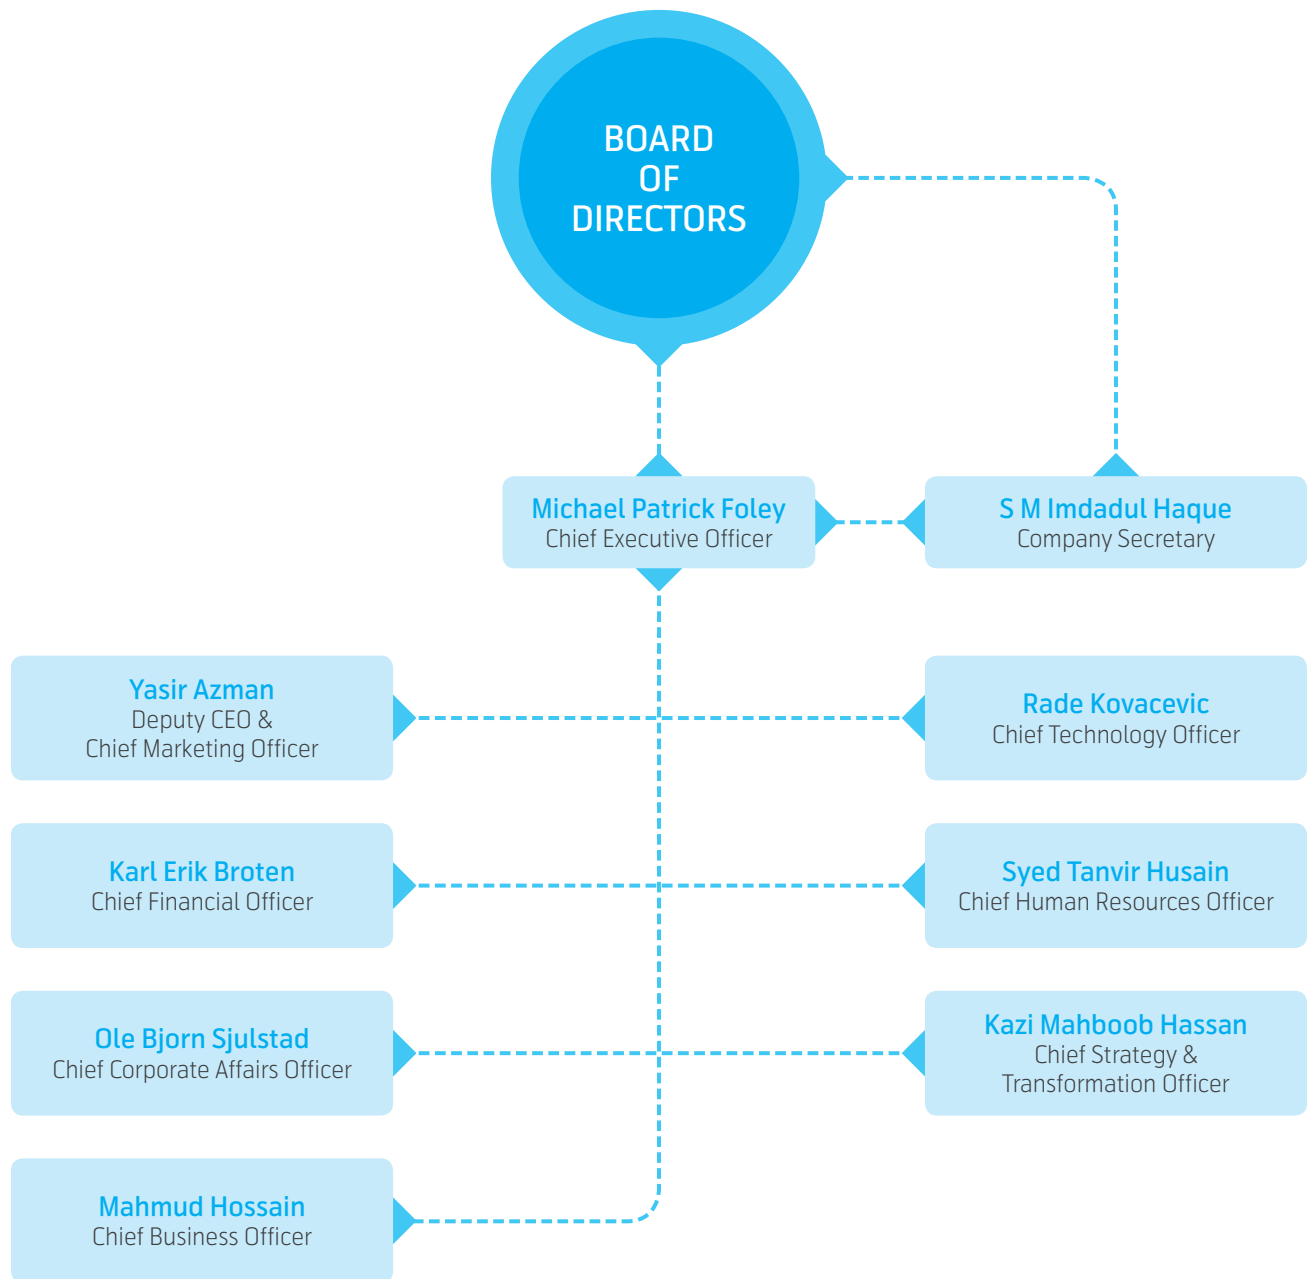 BOARD
OF
DIRECTORS
Michael Patrick Foley
Chief Executive Officer
S M Imdadul Haque
Company Secretary
Yasir Azman
Deputy CEO &
Chief Marketing Officer
Rade Kovacevic
Chief Technology Officer
Karl Erik Broten
Chief Financial Officer
Syed Tanvir Husain
Chief Human Resources Officer
Ole Bjorn Sjulstad
Chief Corporate Affairs Officer
Kazi Mahboob Hassan
Chief Strategy &
Transformation Officer
Mahmud Hossain
Chief Business Officer